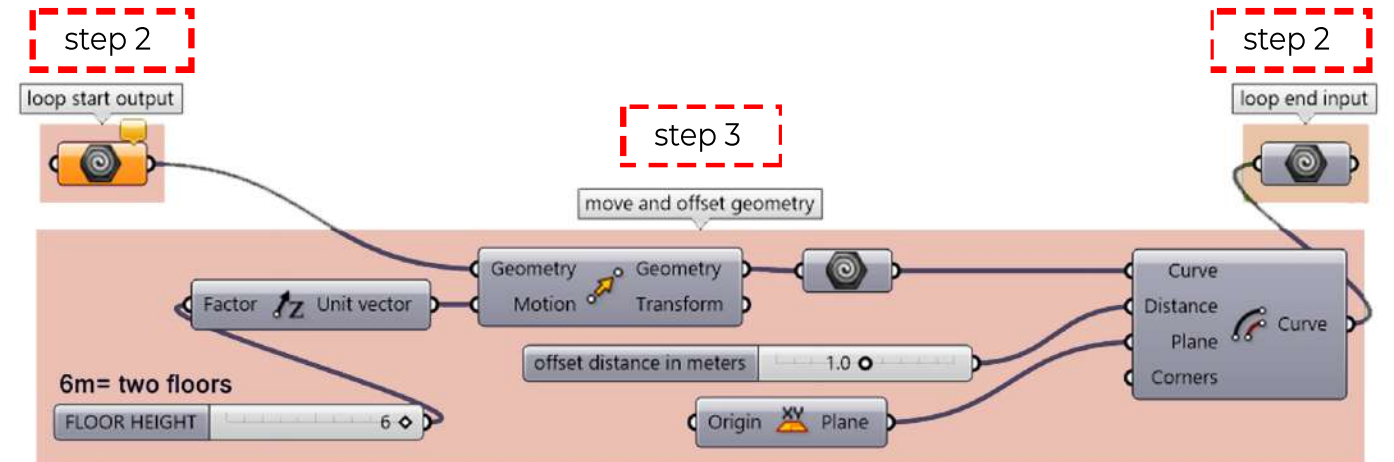 step 2
step 2
loop start output
loop end input
step 3
move and offset geometry
Geometry Geometry
Motion Transform
Factor Z Unit vector
Curve
Distance
Plane
Corners
Curve
offset distance in meters 1.0
6m= two floors
FLOOR HEIGHT 6
Origin XY Plane